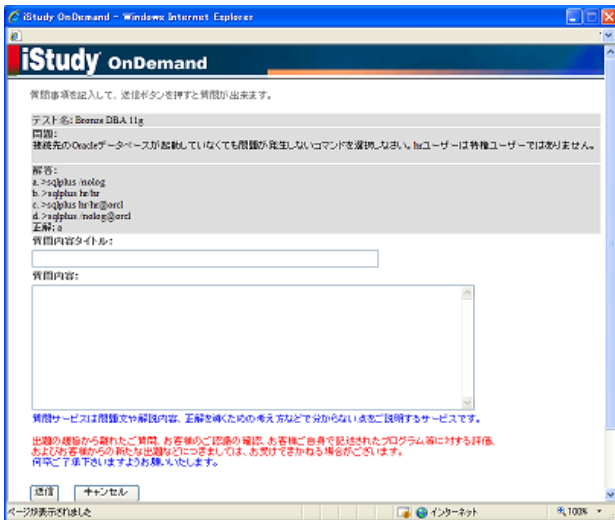 iStudy OnDemand - Windows Internet Explorer
iStudy OnDemand
質問事項を記入して、送信ボタンを押すと質問が出来ます。
テスト名: Bronze DBA 11g
問題:
接続先のOracleデータベースが起動していなくても問題が発生しないコマンドを選択しなさい。hrユーザーは特権ユーザーではありません。
解答:
a. >sqlplus /nolog
b. >sqlplus hr/hr
c. >sqlplus hr/hr@orcl
d. >sqlplus /nolog@orcl
正解: a
質問内容タイトル:
質問内容:
質問サービスは問題文や解説内容、正解を導くための考え方などで分からない点をご説明するサービスです。
出題の趣旨から離れたご質問、お客様のご認識の確認、お客様ご自身で記述されたプログラム等に対する評価、
およびお客様からの新たな出題などにつきましては、お受けできかねる場合がございます。
何卒ご了承下さいますようお願いいたします。
送信 キャンセル
ページが表示されました インターネット 100%